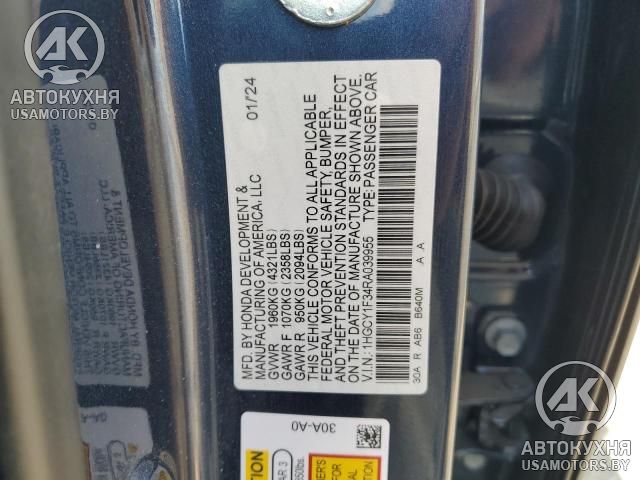 AK
АВТОКУХНЯ
USAMOTORS.BY
MFD. BY HONDA DEVELOPMENT &
MANUFACTURING OF AMERICA, LLC
01/24
GVWR 1960KG (4321LBS)
GAWR F 1070KG (2358LBS)
GAWR R 950KG (2094LBS)
THIS VEHICLE CONFORMS TO ALL APPLICABLE
FEDERAL MOTOR VEHICLE SAFETY, BUMPER,
AND THEFT PREVENTION STANDARDS IN EFFECT
ON THE DATE OF MANUFACTURE SHOWN ABOVE.
V.I.N.: 1HGCY1F34RA039955 TYPE: PASSENGER CAR
30A R AB6 B640M A A
30A-A0
AK
АВТОКУХНЯ
USAMOTORS.BY